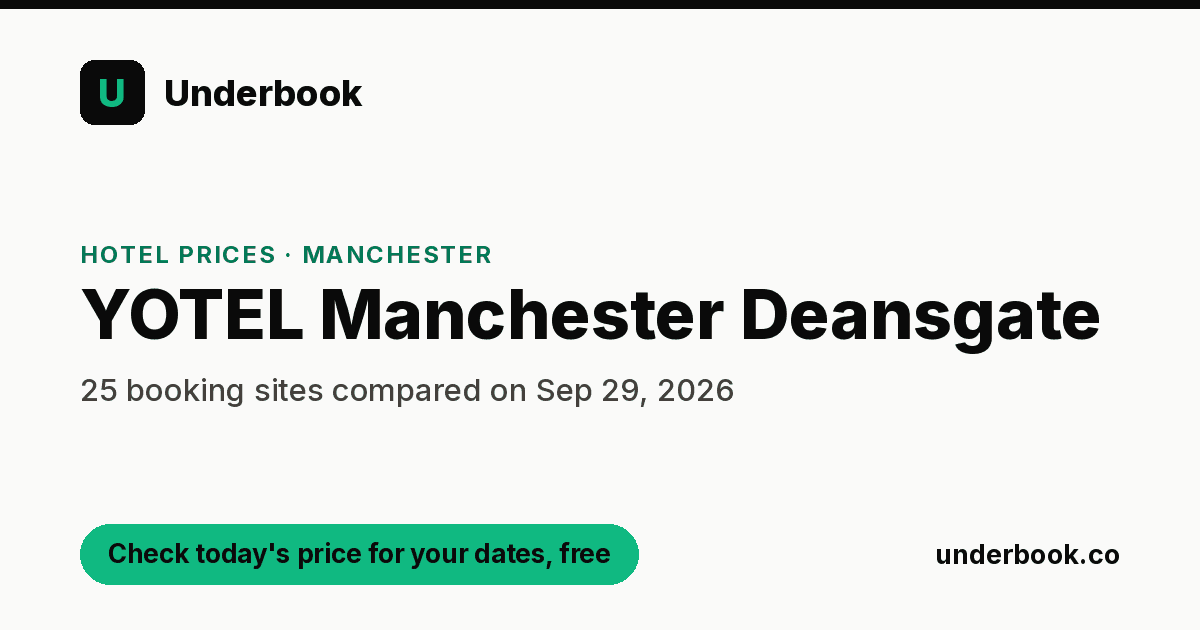 U Underbook
HOTEL PRICES · MANCHESTER
YOTEL Manchester Deansgate
25 booking sites compared on Sep 29, 2026
Check today's price for your dates, free
underbook.co